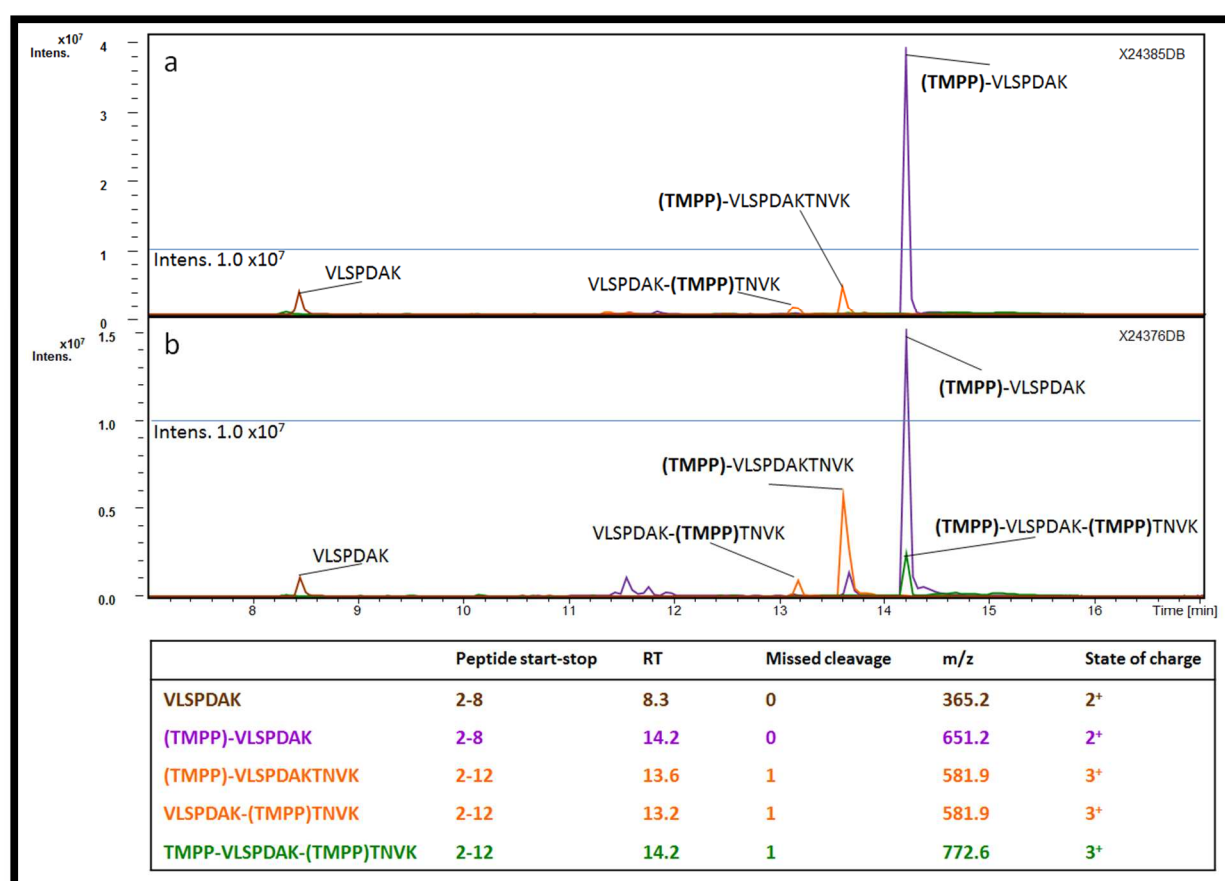 x10⁷
Intens.
4
3
2
1
0
a
X24385DB
(TMPP)-VLSPDAK
(TMPP)-VLSPDAKTNVK
Intens. 1.0 x10⁷
VLSPDAK
VLSPDAK-(TMPP)TNVK
x10⁷
Intens.
1.5
1.0
0.5
0.0
b
X24376DB
(TMPP)-VLSPDAK
Intens. 1.0 x10⁷
(TMPP)-VLSPDAKTNVK
VLSPDAK-(TMPP)TNVK
(TMPP)-VLSPDAK-(TMPP)TNVK
VLSPDAK
8 9 10 11 12 13 14 15 16 Time [min]
Peptide start-stop RT Missed cleavage m/z State of charge
VLSPDAK 2-8 8.3 0 365.2 2⁺
(TMPP)-VLSPDAK 2-8 14.2 0 651.2 2⁺
(TMPP)-VLSPDAKTNVK 2-12 13.6 1 581.9 3⁺
VLSPDAK-(TMPP)TNVK 2-12 13.2 1 581.9 3⁺
TMPP-VLSPDAK-(TMPP)TNVK 2-12 14.2 1 772.6 3⁺